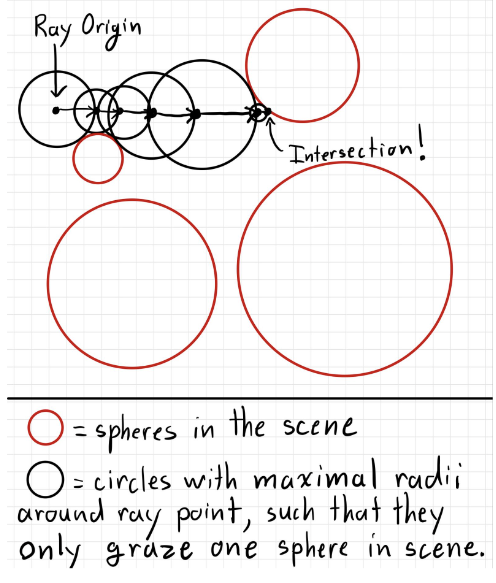 Ray Origin
Intersection!
= spheres in the scene
= circles with maximal radii
around ray point, such that they
only graze one sphere in scene.